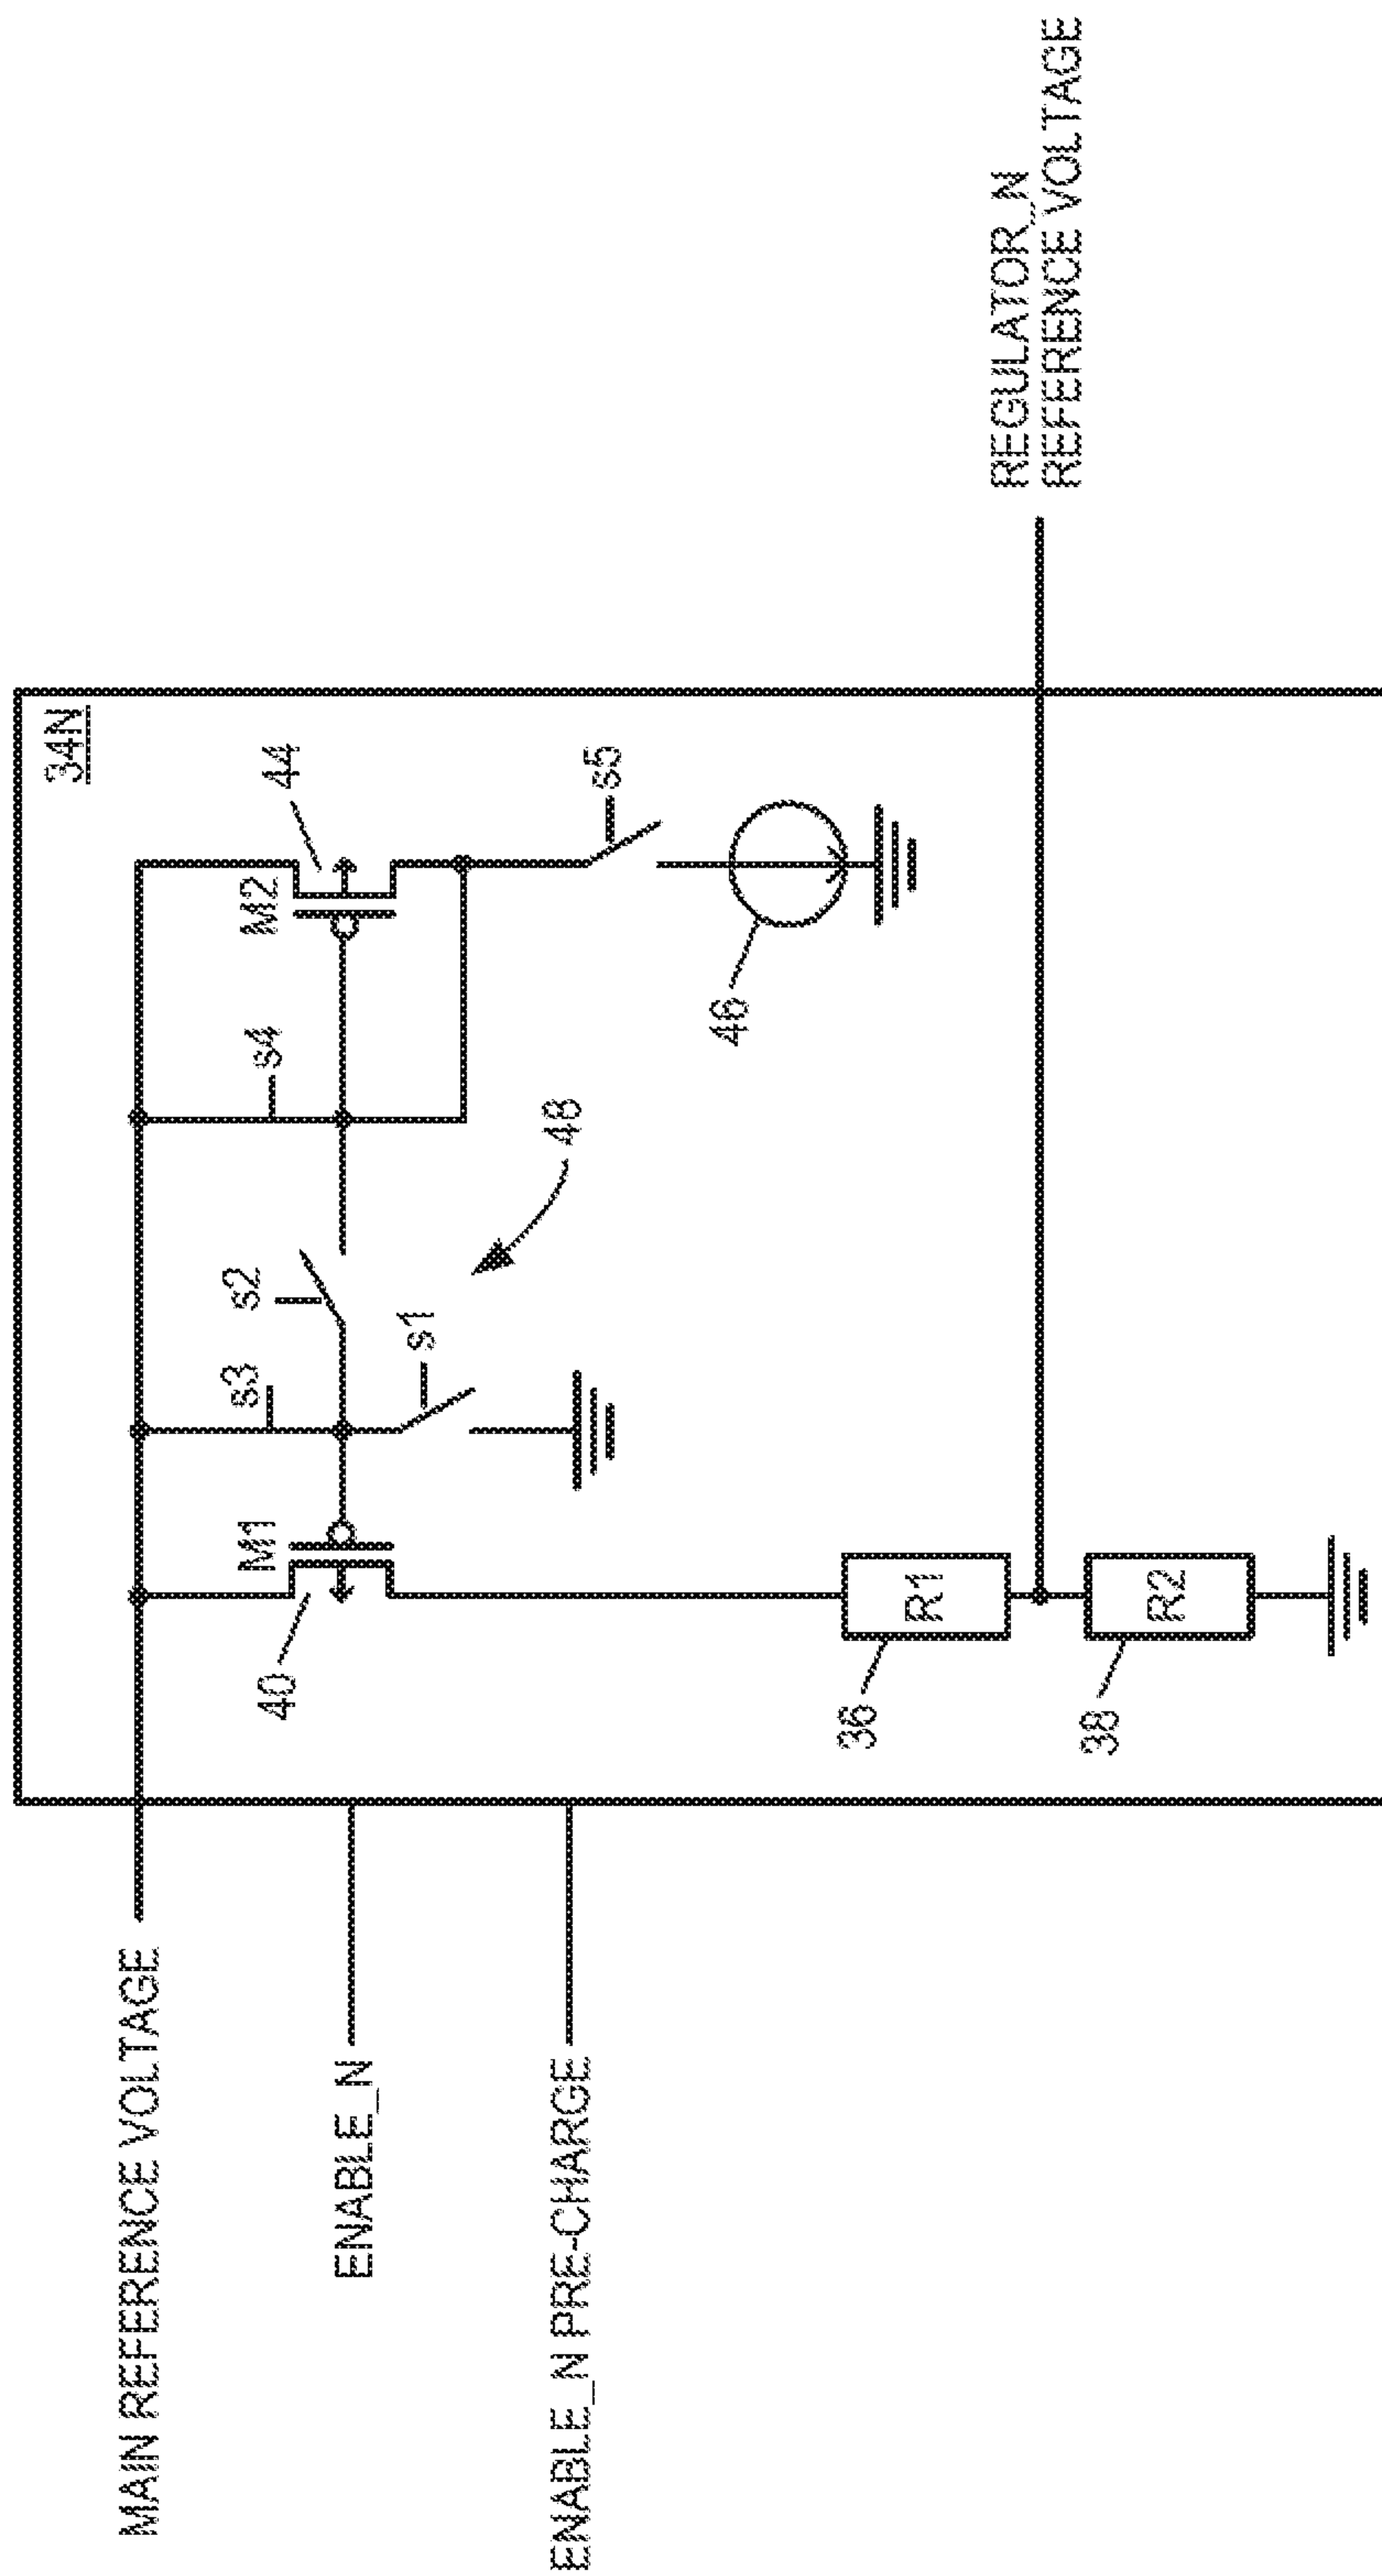 34N
MAIN REFERENCE VOLTAGE
ENABLE_N
ENABLE_N PRE-CHARGE
40
M1
s3
s2
s1
48
s4
M2
44
s5
46
36
R1
38
R2
REGULATOR_N
REFERENCE VOLTAGE